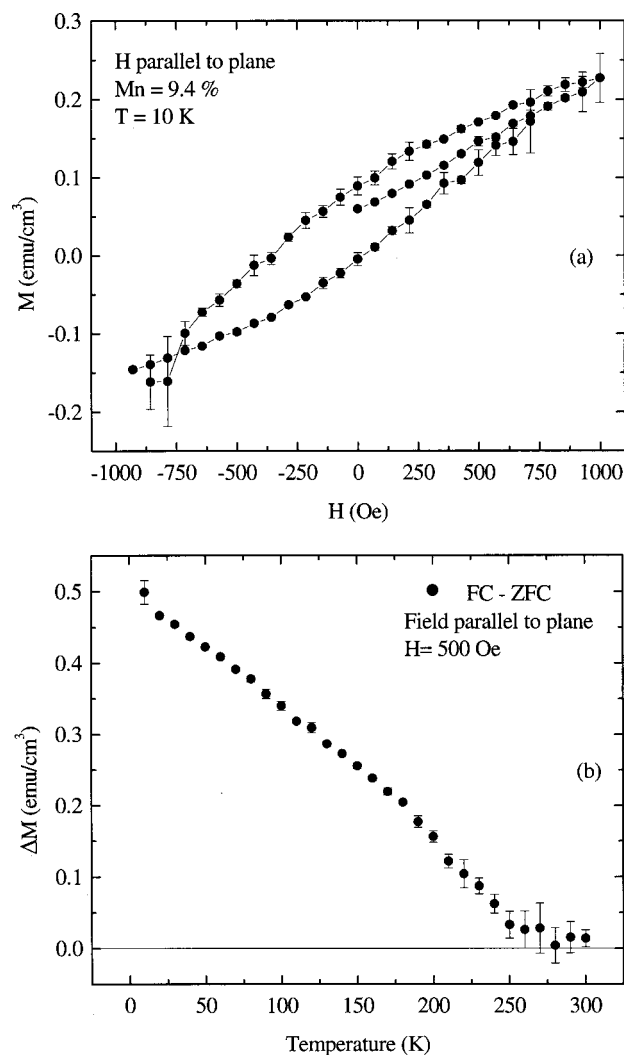 0.3
0.2
0.1
0.0
-0.1
-0.2
M (emu/cm³)
H parallel to plane
Mn = 9.4 %
T = 10 K
(a)
-1000 -750 -500 -250 0 250 500 750 1000
H (Oe)
0.5
0.4
0.3
0.2
0.1
0.0
ΔM (emu/cm³)
FC - ZFC
Field parallel to plane
H= 500 Oe
(b)
0 50 100 150 200 250 300
Temperature (K)